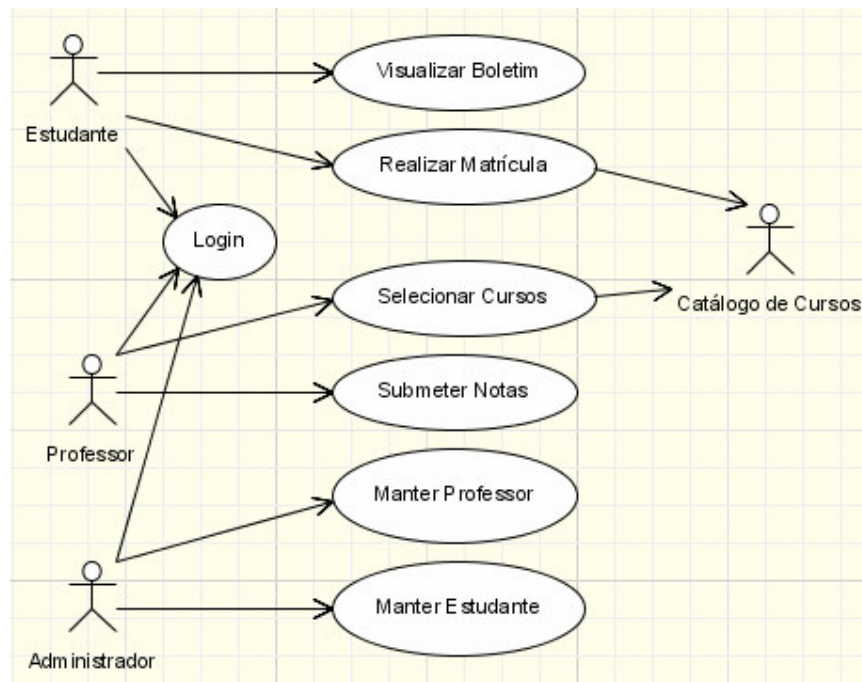 Visualizar Boletim
Estudante
Realizar Matrícula
Login
Selecionar Cursos
Catálogo de Cursos
Submeter Notas
Professor
Manter Professor
Manter Estudante
Administrador